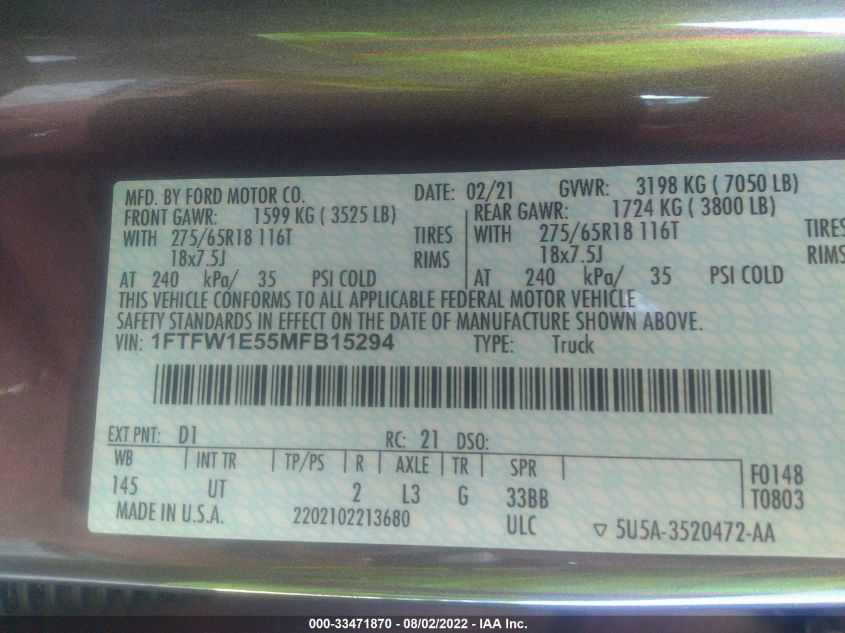 MFD. BY FORD MOTOR CO. DATE: 02/21 GVWR: 3198 KG ( 7050 LB)
FRONT GAWR: 1599 KG ( 3525 LB) REAR GAWR: 1724 KG ( 3800 LB)
WITH 275/65R18 116T TIRES WITH 275/65R18 116T TIRES
18x7.5J RIMS 18x7.5J RIMS
AT 240 kPa/ 35 PSI COLD AT 240 kPa/ 35 PSI COLD
THIS VEHICLE CONFORMS TO ALL APPLICABLE FEDERAL MOTOR VEHICLE
SAFETY STANDARDS IN EFFECT ON THE DATE OF MANUFACTURE SHOWN ABOVE.
VIN: 1FTFW1E55MFB15294 TYPE: Truck
EXT PNT: D1 RC: 21 DSO:
WB INT TR TP/PS R AXLE TR SPR F0148
145 UT 2 L3 G 33BB T0803
MADE IN U.S.A. 2202102213680 ULC ▽ 5U5A-3520472-AA
000-33471870 - 08/02/2022 - IAA Inc.